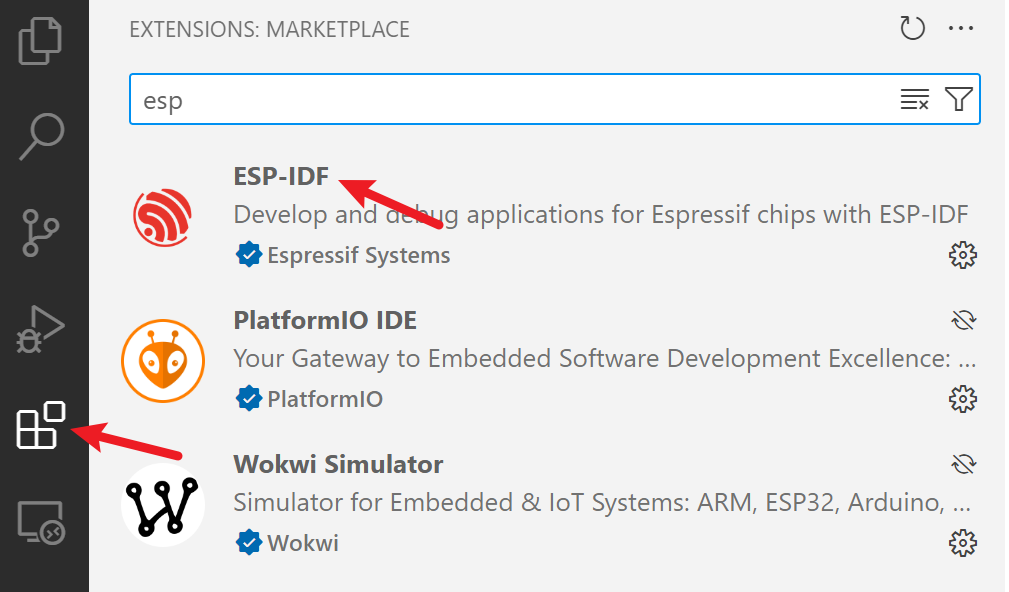 EXTENSIONS: MARKETPLACE
esp
ESP-IDF
Develop and debug applications for Espressif chips with ESP-IDF
Espressif Systems
PlatformIO IDE
Your Gateway to Embedded Software Development Excellence: ...
PlatformIO
Wokwi Simulator
Simulator for Embedded & IoT Systems: ARM, ESP32, Arduino, ...
Wokwi